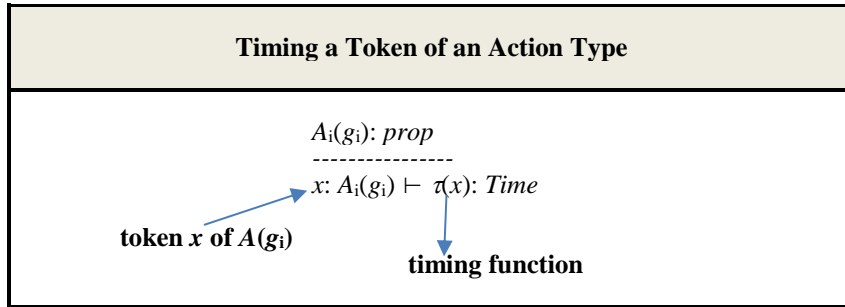 Timing a Token of an Action Type
Aᵢ(gᵢ): prop
----------------
x: Aᵢ(gᵢ) ⊢ τ(x): Time
token x of A(gᵢ)
timing function